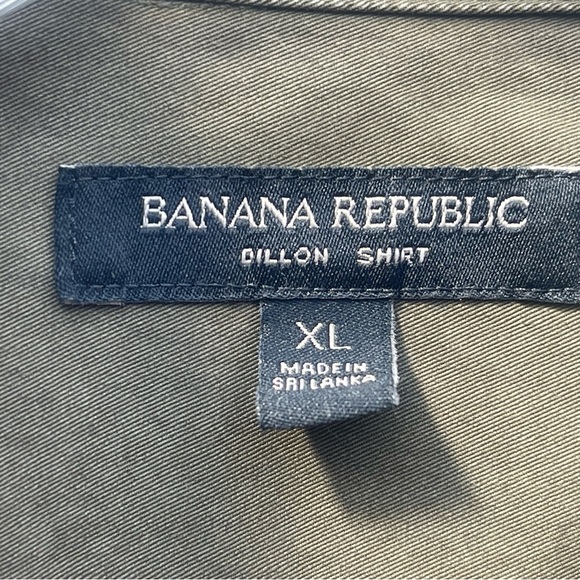 BANANA REPUBLIC
DILLON SHIRT
XL
MADE IN
SRI LANKA